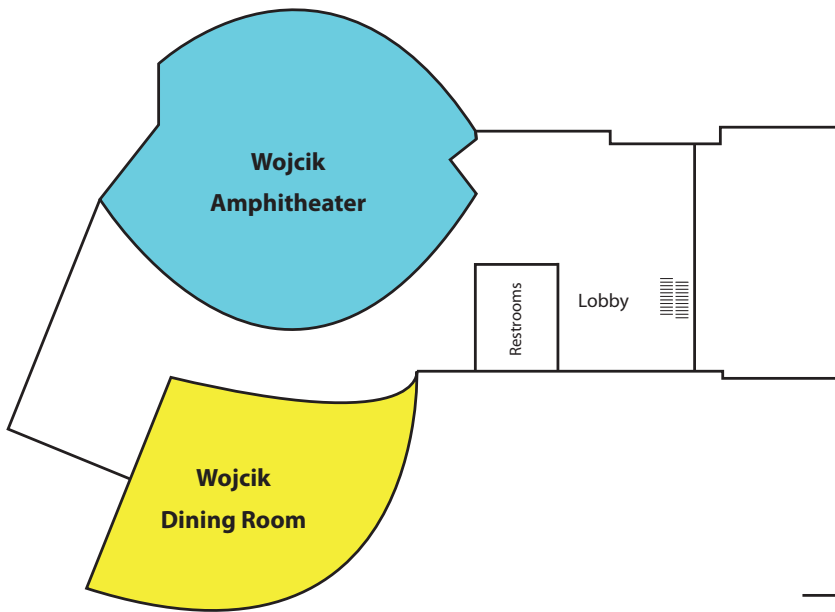 Wojcik
Amphitheater
Restrooms
Lobby
Wojcik
Dining Room